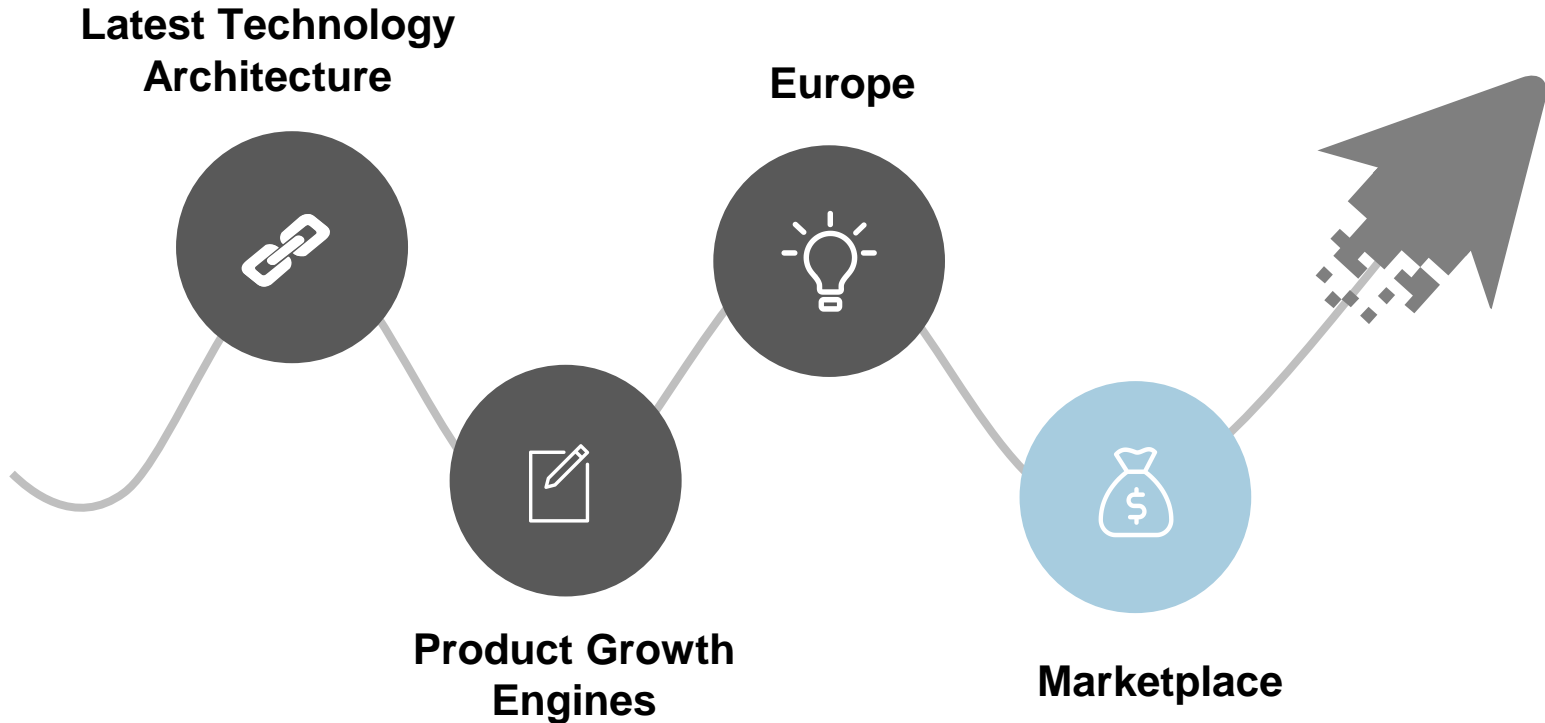 Latest Technology
Architecture
Europe
$
Product Growth
Engines
Marketplace